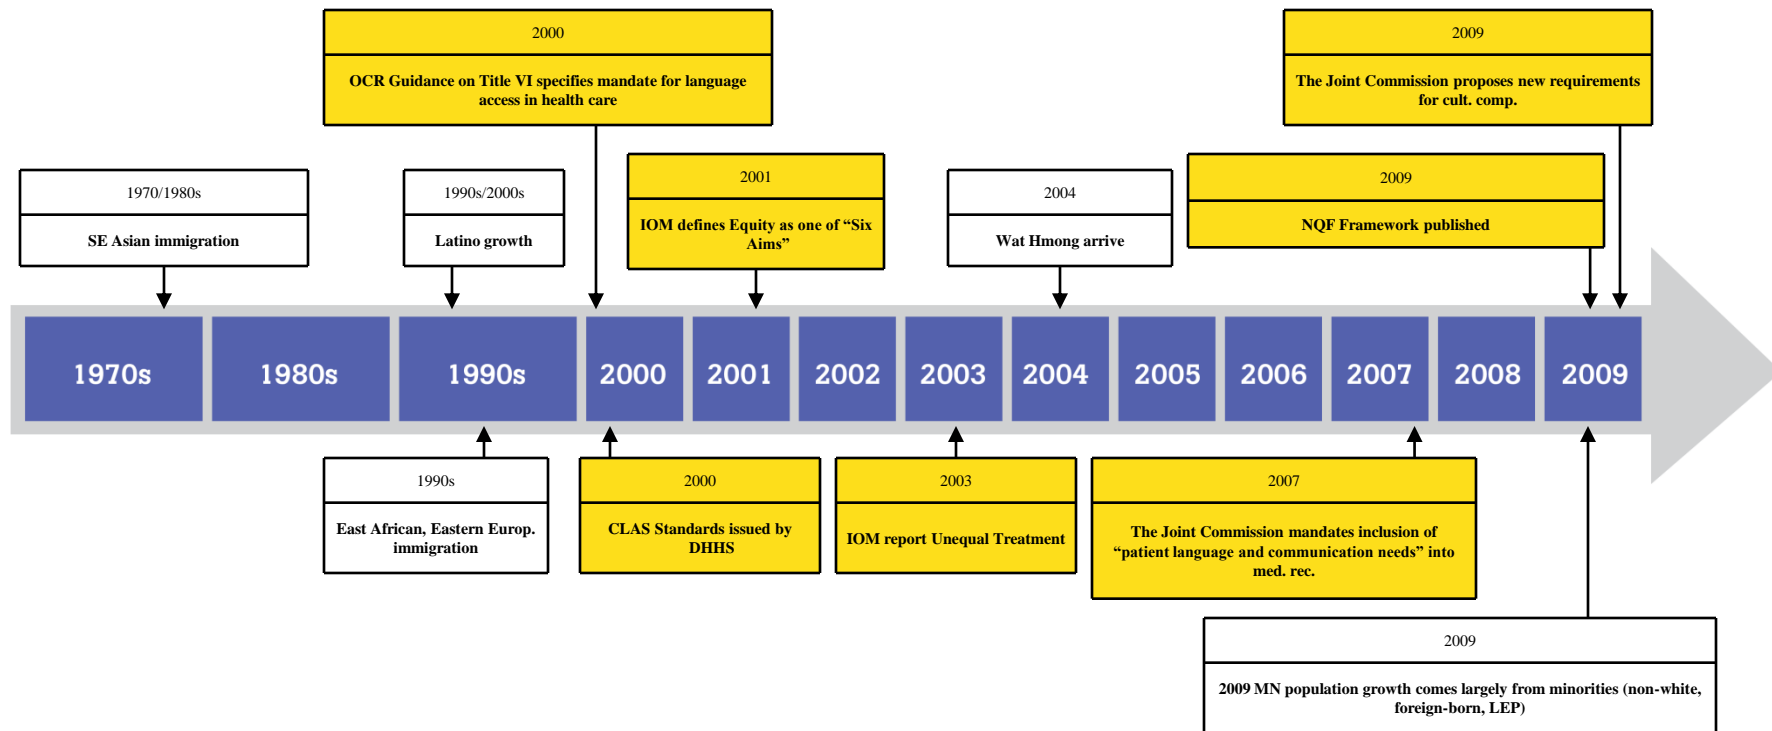 2000
OCR Guidance on Title VI specifies mandate for language
access in health care
2009
The Joint Commission proposes new requirements
for cult. comp.
1970/1980s
SE Asian immigration
1990s/2000s
Latino growth
2001
IOM defines Equity as one of “Six
Aims”
2004
Wat Hmong arrive
2009
NQF Framework published
1970s
1980s
1990s
2000
2001
2002
2003
2004
2005
2006
2007
2008
2009
1990s
East African, Eastern Europ.
immigration
2000
CLAS Standards issued by
DHHS
2003
IOM report Unequal Treatment
2007
The Joint Commission mandates inclusion of
“patient language and communication needs” into
med. rec.
2009
2009 MN population growth comes largely from minorities (non-white,
foreign-born, LEP)